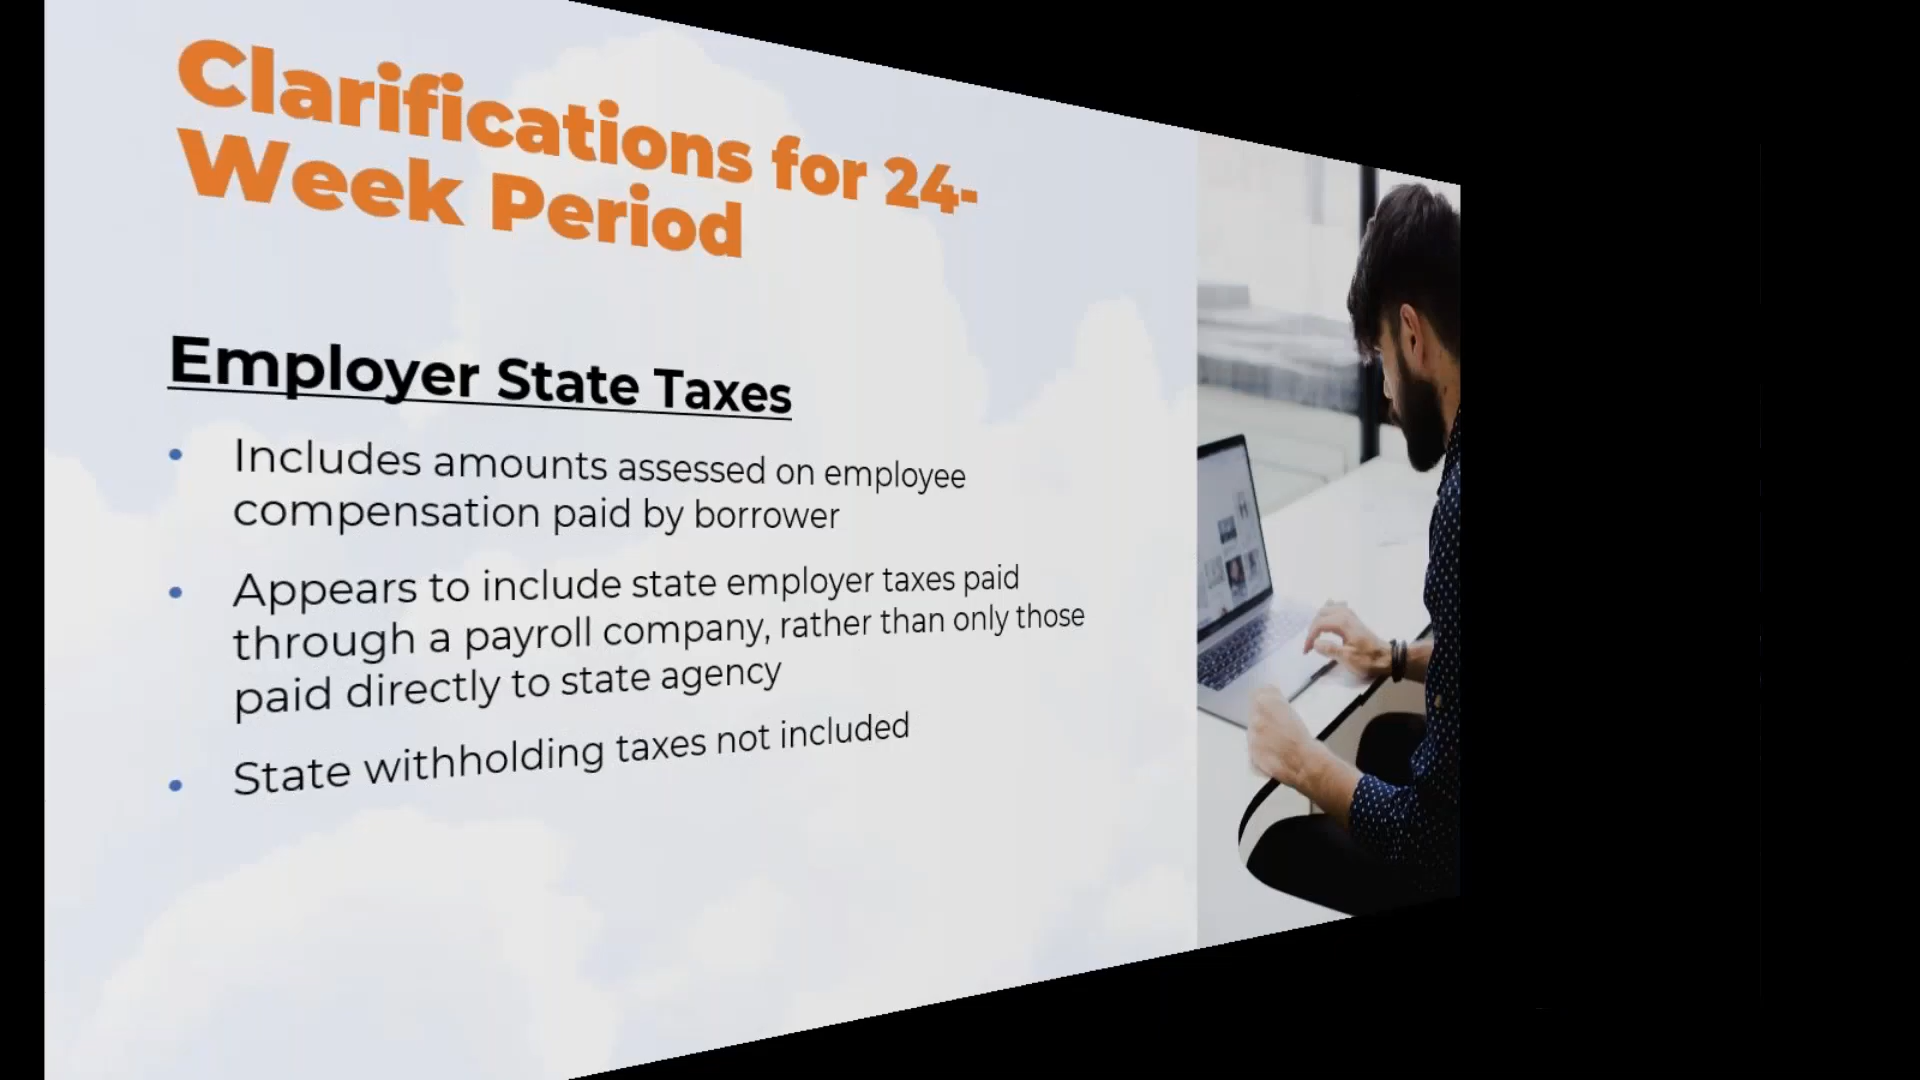 Clarifications for 24-
Week Period
Employer State Taxes
• Includes amounts assessed on employee
compensation paid by borrower
• Appears to include state employer taxes paid
through a payroll company, rather than only those
paid directly to state agency
• State withholding taxes not included